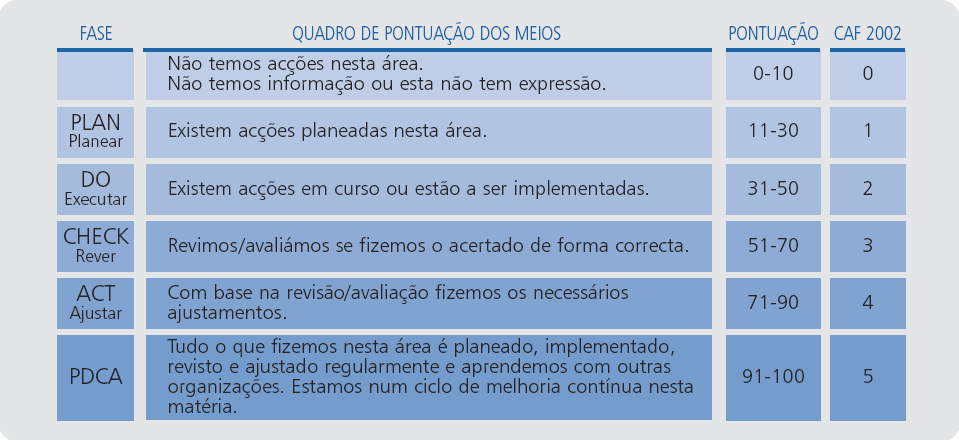 FASE QUADRO DE PONTUAÇÃO DOS MEIOS PONTUAÇÃO CAF 2002
Não temos acções nesta área.
Não temos informação ou esta não tem expressão.
0-10 0
PLAN
Planear
Existem acções planeadas nesta área. 11-30 1
DO
Executar
Existem acções em curso ou estão a ser implementadas. 31-50 2
CHECK
Rever
Revimos/avaliámos se fizemos o acertado de forma correcta. 51-70 3
ACT
Ajustar
Com base na revisão/avaliação fizemos os necessários
ajustamentos.
71-90 4
PDCA
Tudo o que fizemos nesta área é planeado, implementado,
revisto e ajustado regularmente e aprendemos com outras
organizações. Estamos num ciclo de melhoria contínua nesta
matéria.
91-100 5